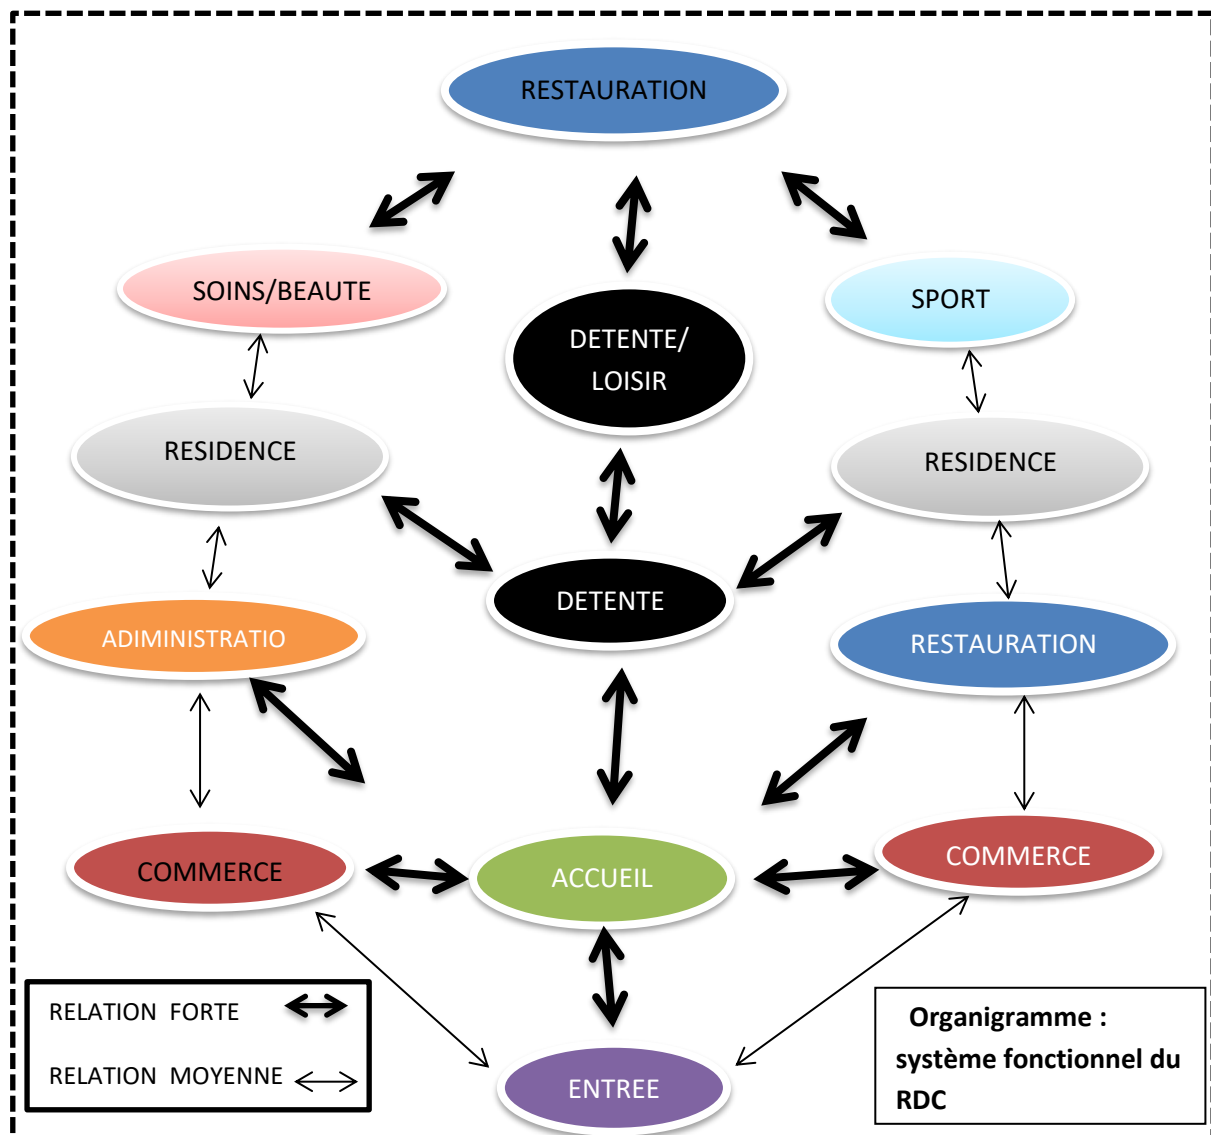 RESTAURATION
SOINS/BEAUTE
SPORT
DETENTE/
LOISIR
RESIDENCE
RESIDENCE
DETENTE
ADIMINISTRATIO
RESTAURATION
COMMERCE
ACCUEIL
COMMERCE
RELATION FORTE
RELATION MOYENNE
ENTREE
Organigramme :
système fonctionnel du
RDC